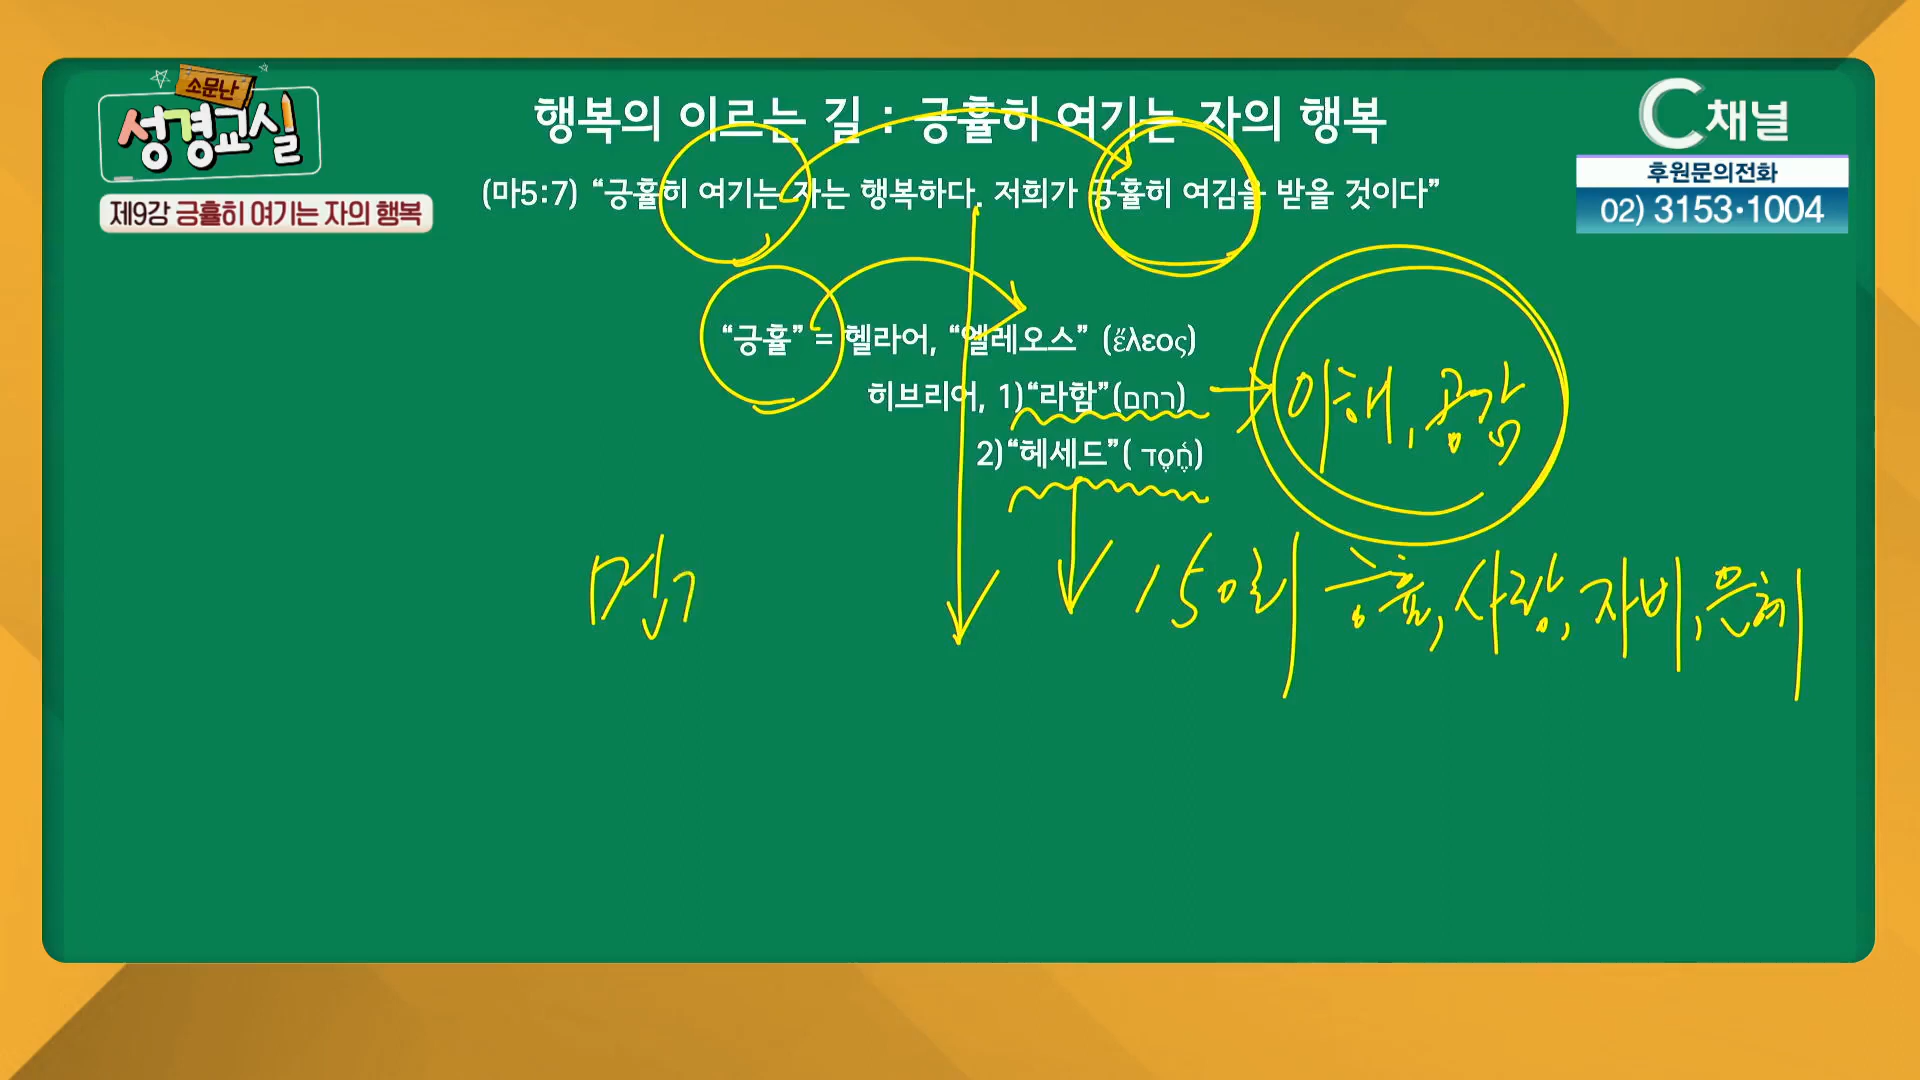 소문난
성경교실
제9강 긍휼히 여기는 자의 행복
C채널
후원문의전화
02) 3153·1004
행복의 이르는 길 : 긍휼히 여기는 자의 행복
(마5:7) “긍휼히 여기는 자는 행복하다. 저희가 긍휼히 여김을 받을 것이다”
“긍휼” = 헬라어, “엘레오스” (ἔλεος)
히브리어, 1)“라함”(רחם)
2)“헤세드”( חֶ֫סֶד)
이해, 공감
150회 긍휼, 사랑, 자비, 은혜